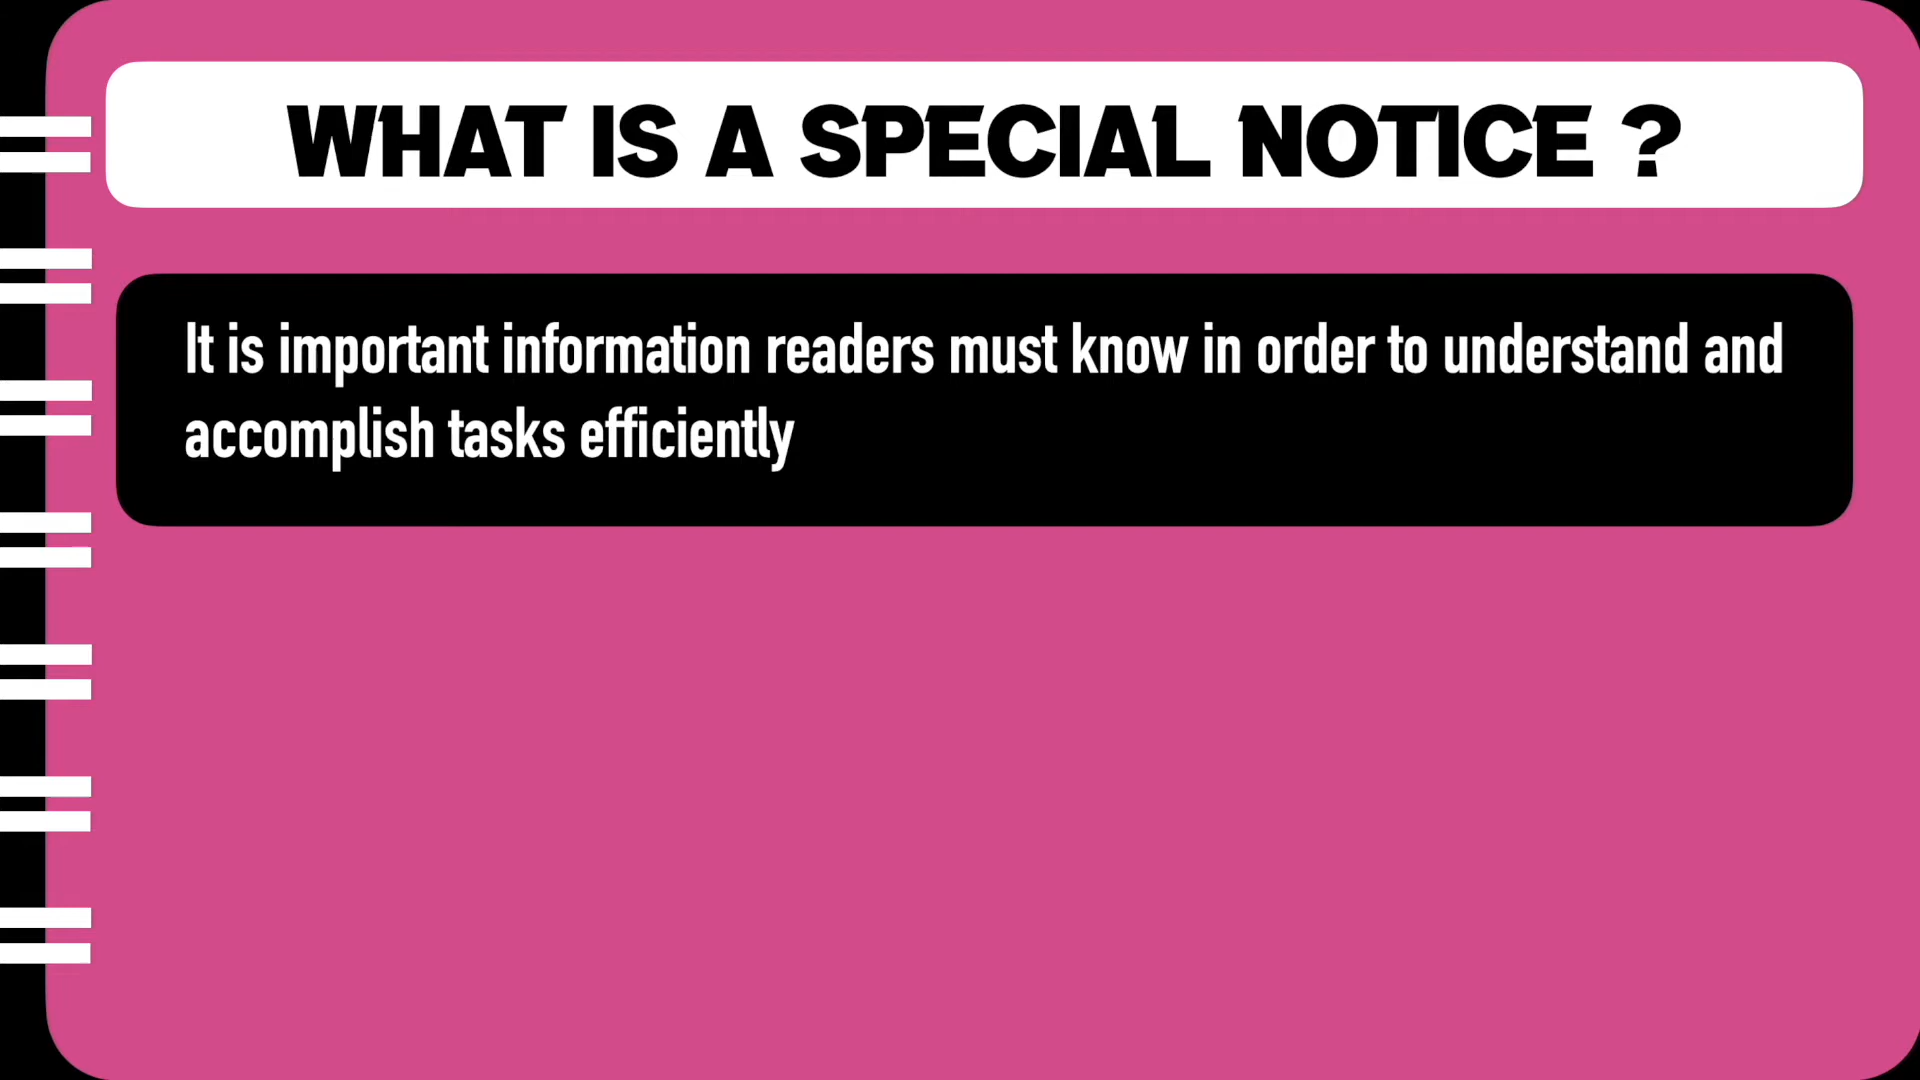 WHAT IS A SPECIAL NOTICE ?
It is important information readers must know in order to understand and
accomplish tasks efficiently